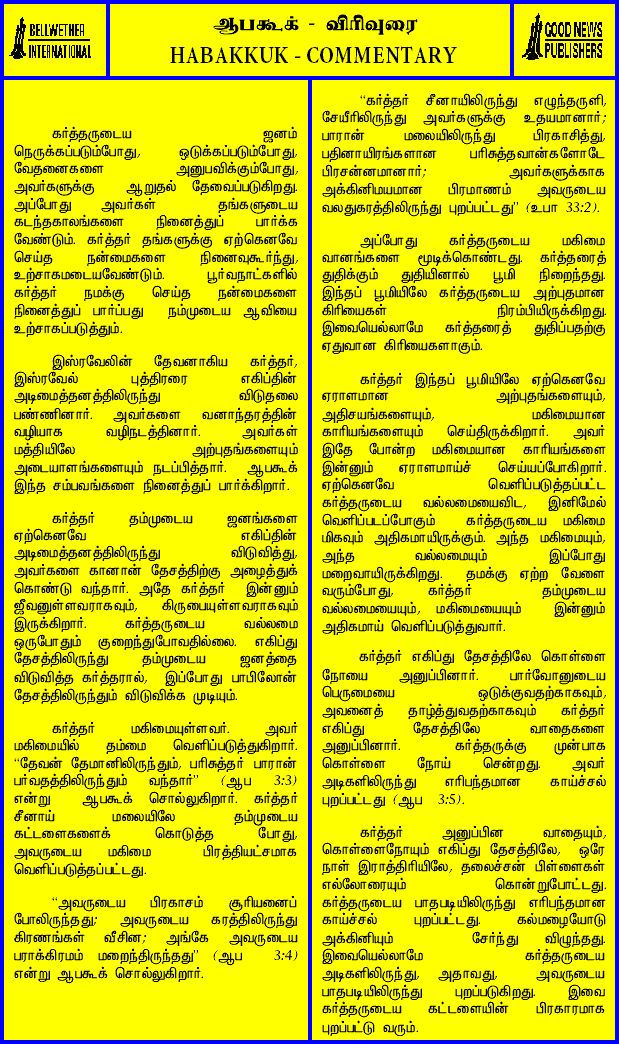 BELLWETHER
INTERNATIONAL
ஆபகூக் - விரிவுரை
HABAKKUK - COMMENTARY
GOOD NEWS
PUBLISHERS
கர்த்தருடைய ஜனம்
நெருக்கப்படும்போது, ஒடுக்கப்படும்போது,
வேதனைகளை அனுபவிக்கும்போது,
அவர்களுக்கு ஆறுதல் தேவைப்படுகிறது.
அப்போது அவர்கள் தங்களுடைய
கடந்தகாலங்களை நினைத்துப் பார்க்க
வேண்டும். கர்த்தர் தங்களுக்கு ஏற்கெனவே
செய்த நன்மைகளை நினைவுகூர்ந்து,
உற்சாகமடையவேண்டும். பூர்வநாட்களில்
கர்த்தர் நமக்கு செய்த நன்மைகளை
நினைத்துப் பார்ப்பது நம்முடைய ஆவியை
உற்சாகப்படுத்தும்.
இஸ்ரவேலின் தேவனாகிய கர்த்தர்,
இஸ்ரவேல் புத்திரரை எகிப்தின்
அடிமைத்தனத்திலிருந்து விடுதலை
பண்ணினார். அவர்களை வனாந்தரத்தின்
வழியாக வழிநடத்தினார். அவர்கள்
மத்தியிலே அற்புதங்களையும்
அடையாளங்களையும் நடப்பித்தார். ஆபகூக்
இந்த சம்பவங்களை நினைத்துப் பார்க்கிறார்.
கர்த்தர் தம்முடைய ஜனங்களை
ஏற்கெனவே எகிப்தின்
அடிமைத்தனத்திலிருந்து விடுவித்து,
அவர்களை கானான் தேசத்திற்கு அழைத்துக்
கொண்டு வந்தார். அதே கர்த்தர் இன்னும்
ஜீவனுள்ளவராகவும், கிருபையுள்ளவராகவும்
இருக்கிறார். கர்த்தருடைய வல்லமை
ஒருபோதும் குறைந்துபோவதில்லை. எகிப்து
தேசத்திலிருந்து தம்முடைய ஜனத்தை
விடுவித்த கர்த்தரால், இப்போது பாபிலோன்
தேசத்திலிருந்தும் விடுவிக்க முடியும்.
கர்த்தர் மகிமையுள்ளவர். அவர்
மகிமையில் தம்மை வெளிப்படுத்துகிறார்.
“தேவன் தேமானிலிருந்தும், பரிசுத்தர் பாரான்
பர்வதத்திலிருந்தும் வந்தார்” (ஆப 3:3)
என்று ஆபகூக் சொல்லுகிறார். கர்த்தர்
சீனாய் மலையிலே தம்முடைய
கட்டளைகளைக் கொடுத்த போது,
அவருடைய மகிமை பிரத்தியட்சமாக
வெளிப்படுத்தப்பட்டது.
“அவருடைய பிரகாசம் சூரியனைப்
போலிருந்தது; அவருடைய கரத்திலிருந்து
கிரணங்கள் வீசின; அங்கே அவருடைய
பராக்கிரமம் மறைந்திருந்தது” (ஆப 3:4)
என்று ஆபகூக் சொல்லுகிறார்.
“கர்த்தர் சீனாயிலிருந்து எழுந்தருளி,
சேயீரிலிருந்து அவர்களுக்கு உதயமானார்;
பாரான் மலையிலிருந்து பிரகாசித்து,
பதினாயிரங்களான பரிசுத்தவான்களோடே
பிரசன்னமானார்; அவர்களுக்காக
அக்கினிமயமான பிரமாணம் அவருடைய
வலதுகரத்திலிருந்து புறப்பட்டது” (உபா 33:2).
அப்போது கர்த்தருடைய மகிமை
வானங்களை மூடிக்கொண்டது. கர்த்தரைத்
துதிக்கும் துதியினால் பூமி நிறைந்தது.
இந்தப் பூமியிலே கர்த்தருடைய அற்புதமான
கிரியைகள் நிரம்பியிருக்கிறது.
இவையெல்லாமே கர்த்தரைத் துதிப்பதற்கு
ஏதுவான கிரியைகளாகும்.
கர்த்தர் இந்தப் பூமியிலே ஏற்கெனவே
ஏராளமான அற்புதங்களையும்,
அதிசயங்களையும், மகிமையான
காரியங்களையும் செய்திருக்கிறார். அவர்
இதே போன்ற மகிமையான காரியங்களை
இன்னும் ஏராளமாய்ச் செய்யப்போகிறார்.
ஏற்கெனவே வெளிப்படுத்தப்பட்ட
கர்த்தருடைய வல்லமையைவிட, இனிமேல்
வெளிப்படப்போகும் கர்த்தருடைய மகிமை
மிகவும் அதிகமாயிருக்கும். அந்த மகிமையும்,
அந்த வல்லமையும் இப்போது
மறைவாயிருக்கிறது. தமக்கு ஏற்ற வேளை
வரும்போது, கர்த்தர் தம்முடைய
வல்லமையையும், மகிமையையும் இன்னும்
அதிகமாய் வெளிப்படுத்துவார்.
கர்த்தர் எகிப்து தேசத்திலே கொள்ளை
நோயை அனுப்பினார். பார்வோனுடைய
பெருமையை ஒடுக்குவதற்காகவும்,
அவனைத் தாழ்த்துவதற்காகவும் கர்த்தர்
எகிப்து தேசத்திலே வாதைகளை
அனுப்பினார். கர்த்தருக்கு முன்பாக
கொள்ளை நோய் சென்றது. அவர்
அடிகளிலிருந்து எரிபந்தமான காய்ச்சல்
புறப்பட்டது (ஆப 3:5).
கர்த்தர் அனுப்பின வாதையும்,
கொள்ளைநோயும் எகிப்து தேசத்திலே, ஒரே
நாள் இராத்திரியிலே, தலைச்சன் பிள்ளைகள்
எல்லோரையும் கொன்றுபோட்டது.
கர்த்தருடைய பாதபடியிலிருந்து எரிபந்தமான
காய்ச்சல் புறப்பட்டது. கல்மழையோடு
அக்கினியும் சேர்ந்து விழுந்தது.
இவையெல்லாமே கர்த்தருடைய
அடிகளிலிருந்து, அதாவது, அவருடைய
பாதபடியிலிருந்து புறப்படுகிறது. இவை
கர்த்தருடைய கட்டளையின் பிரகாரமாக
புறப்பட்டு வரும்.